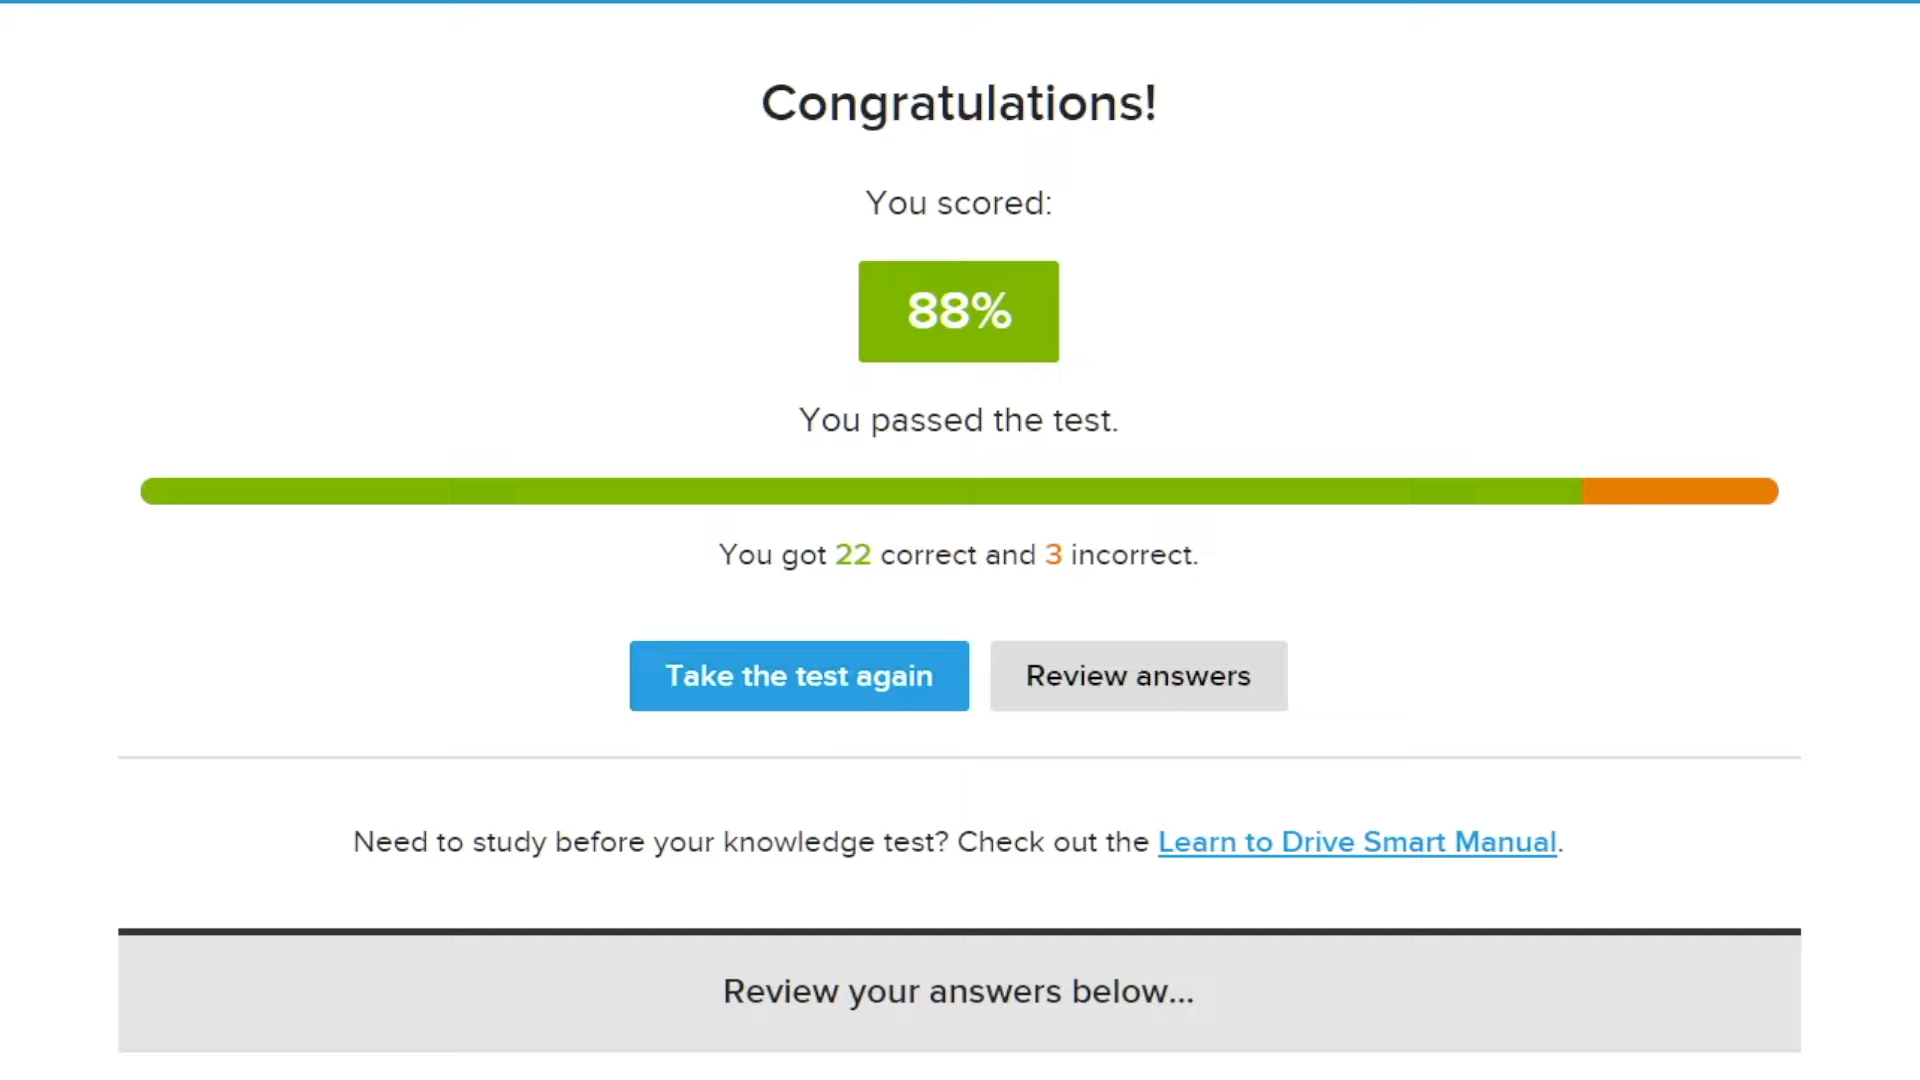 Congratulations!
You scored:
88%
You passed the test.
You got 22 correct and 3 incorrect.
Take the test again
Review answers
Need to study before your knowledge test? Check out the Learn to Drive Smart Manual.
Review your answers below...